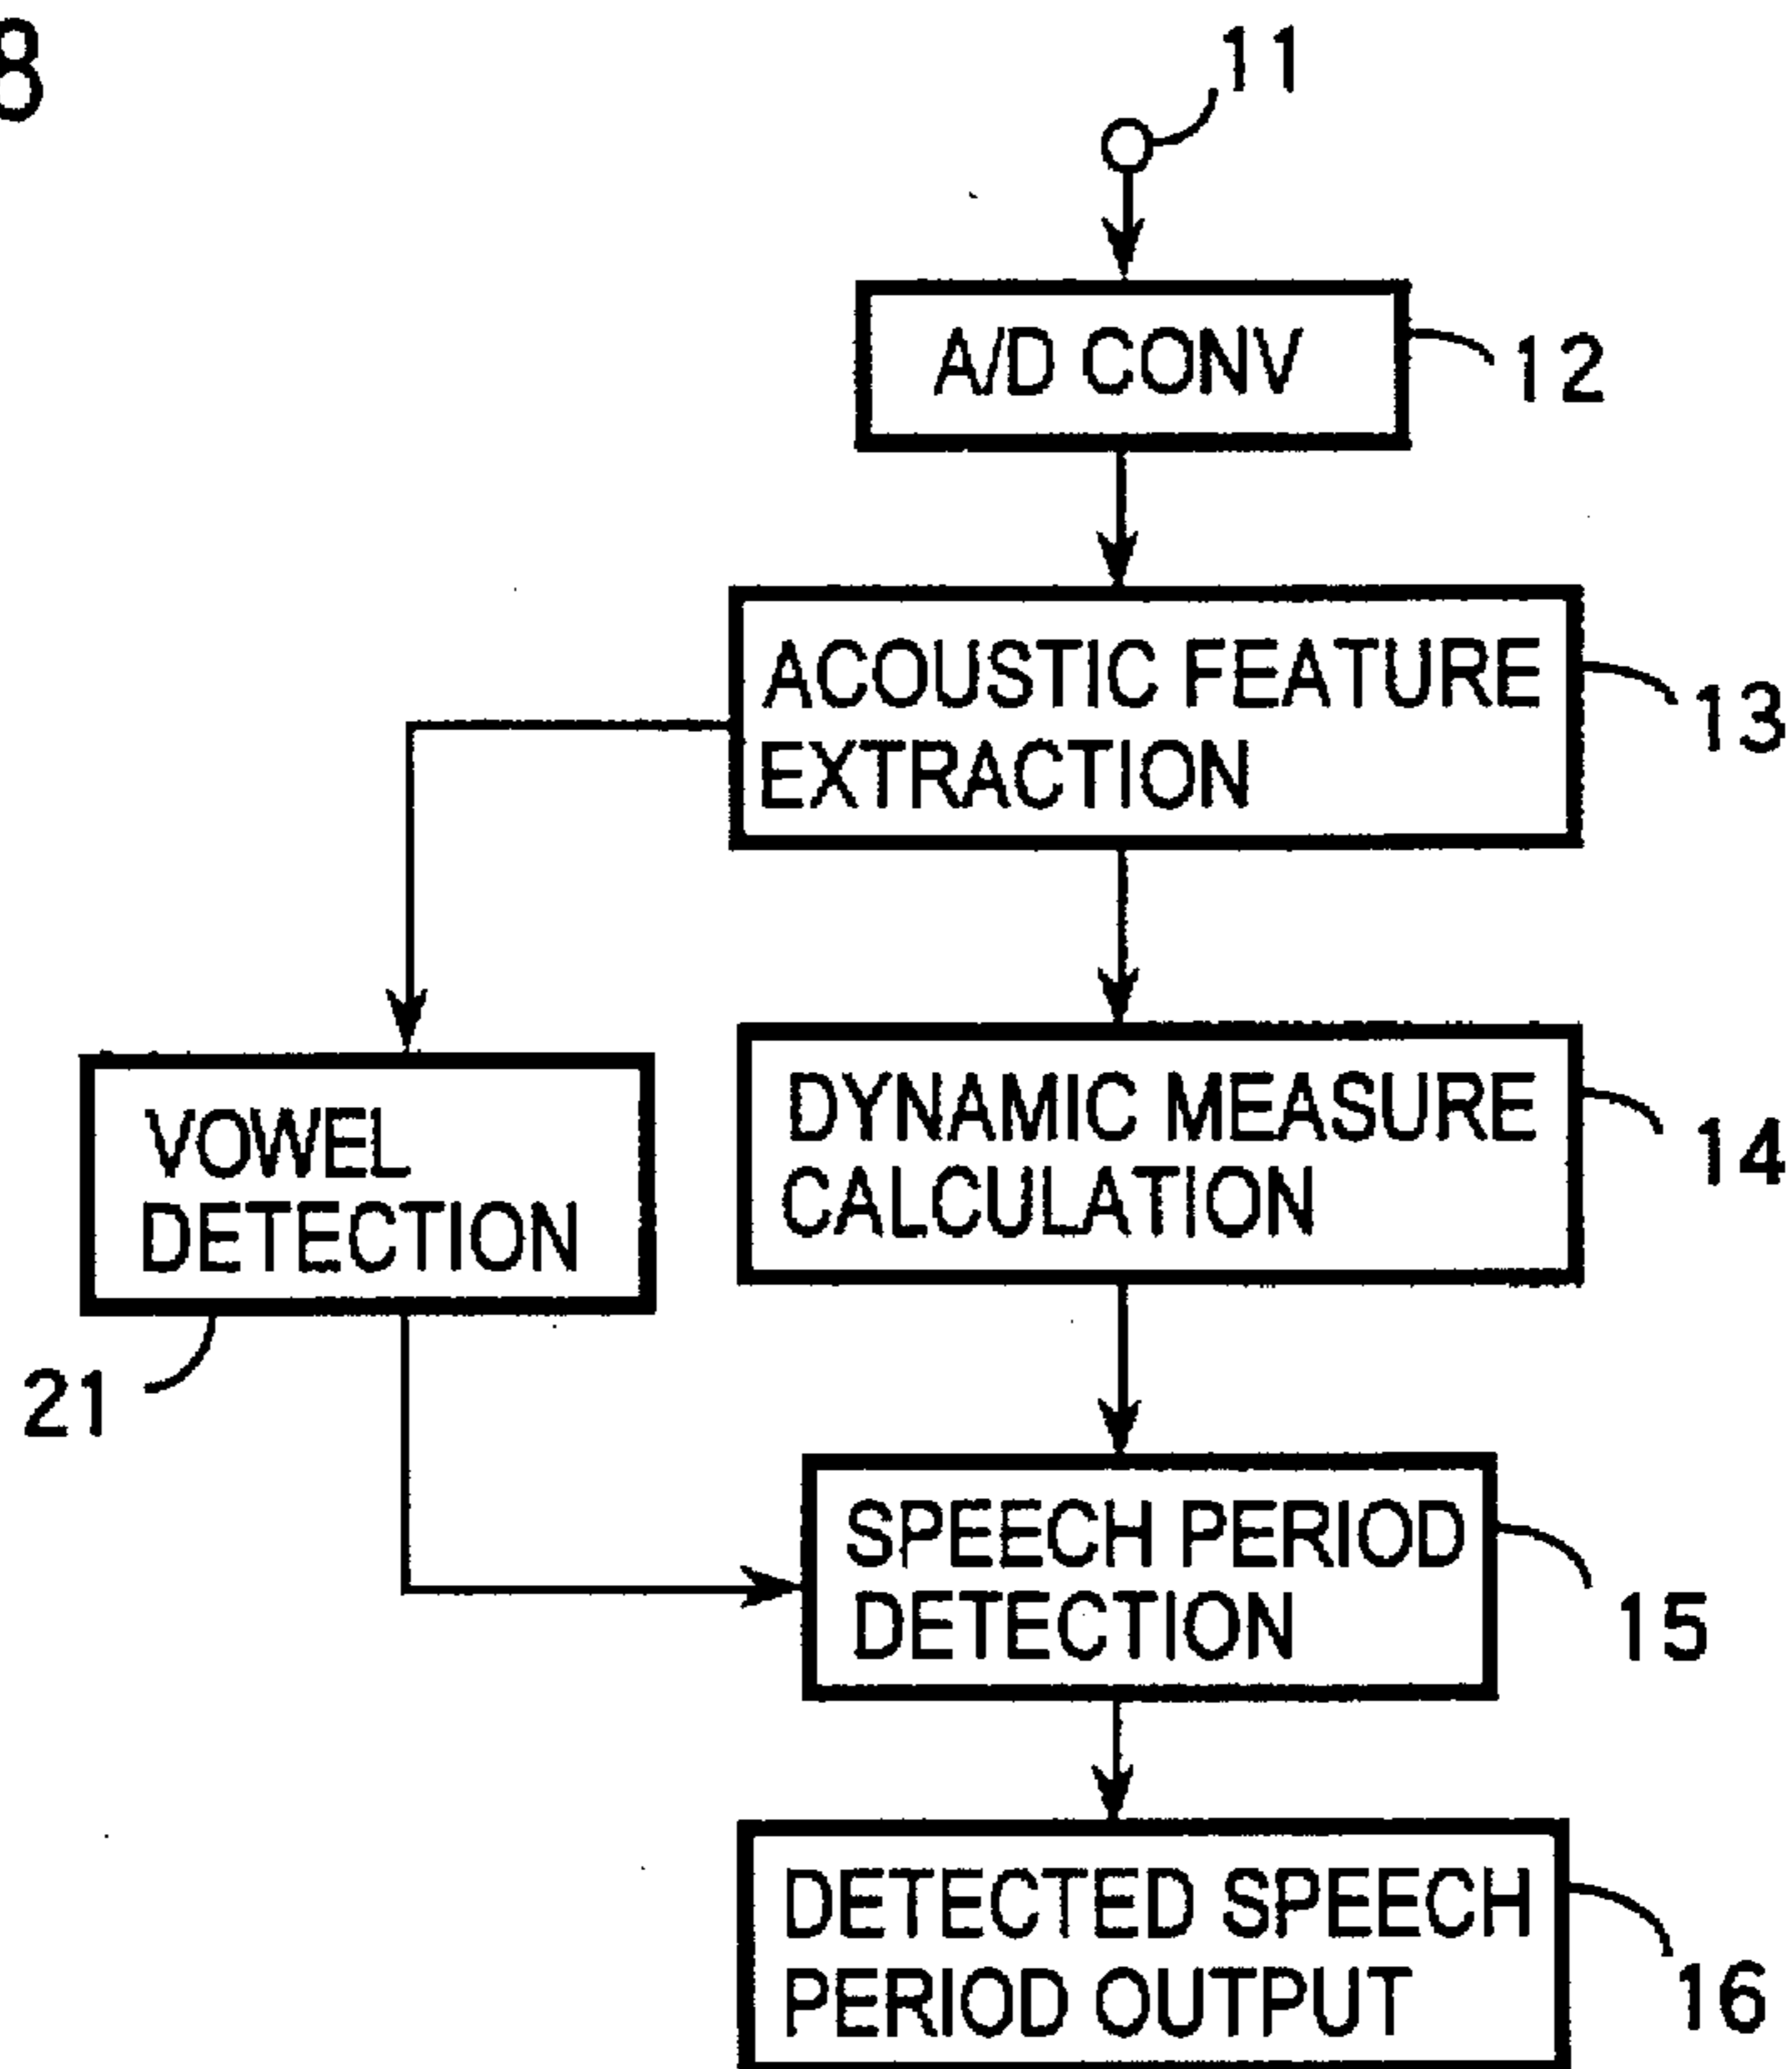 8
11
A/D CONV
12
ACOUSTIC FEATURE
EXTRACTION
13
VOWEL
DETECTION
21
DYNAMIC MEASURE
CALCULATION
14
SPEECH PERIOD
DETECTION
15
DETECTED SPEECH
PERIOD OUTPUT
16